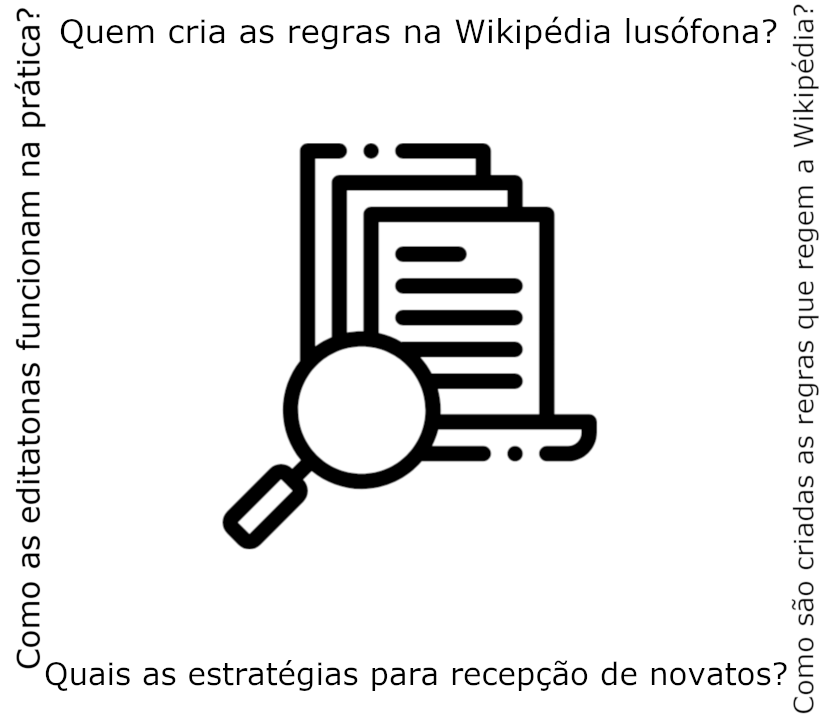 Quem cria as regras na Wikipédia lusófona?
Como as editatonas funcionam na prática?
Como são criadas as regras que regem a Wikipédia?
Quais as estratégias para recepção de novatos?